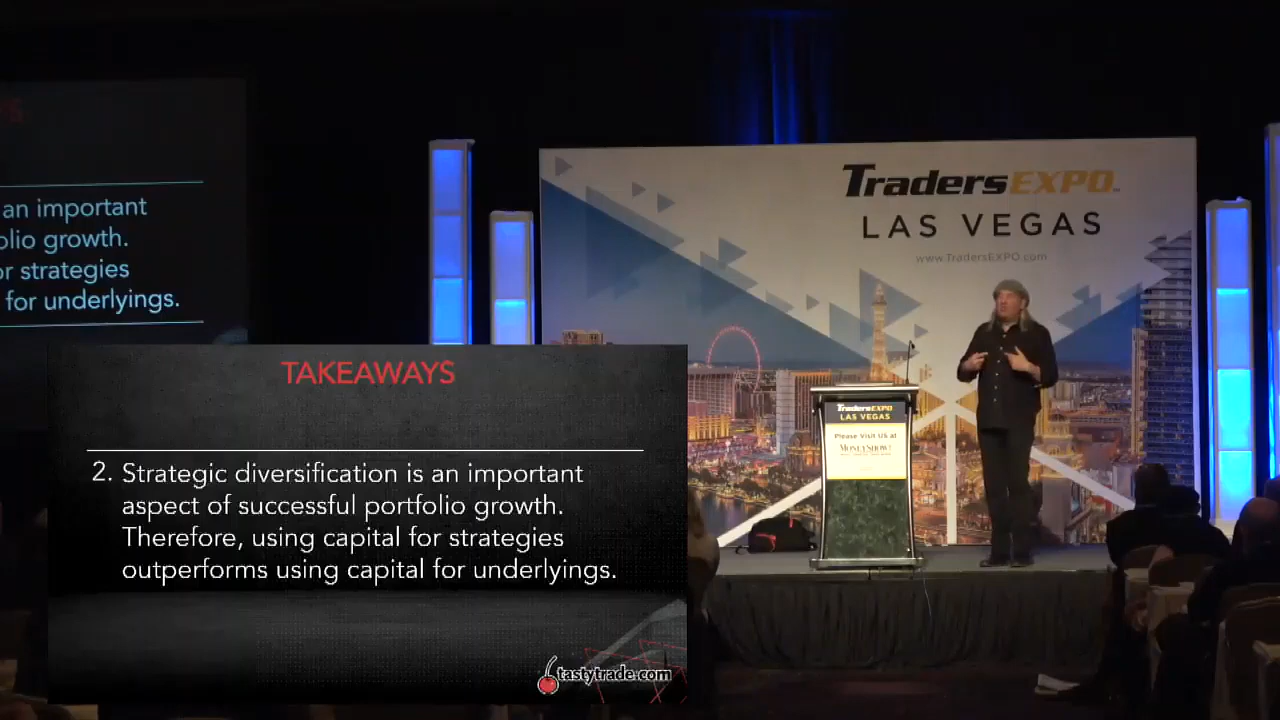 an important
olio growth.
or strategies
for underlyings.
TAKEAWAYS
2. Strategic diversification is an important
aspect of successful portfolio growth.
Therefore, using capital for strategies
outperforms using capital for underlyings.
tastytrade.com
TradersEXPO
LAS VEGAS
www.TradersEXPO.com
TradersEXPO
LAS VEGAS
Please Visit Us at
MONEYSHOW